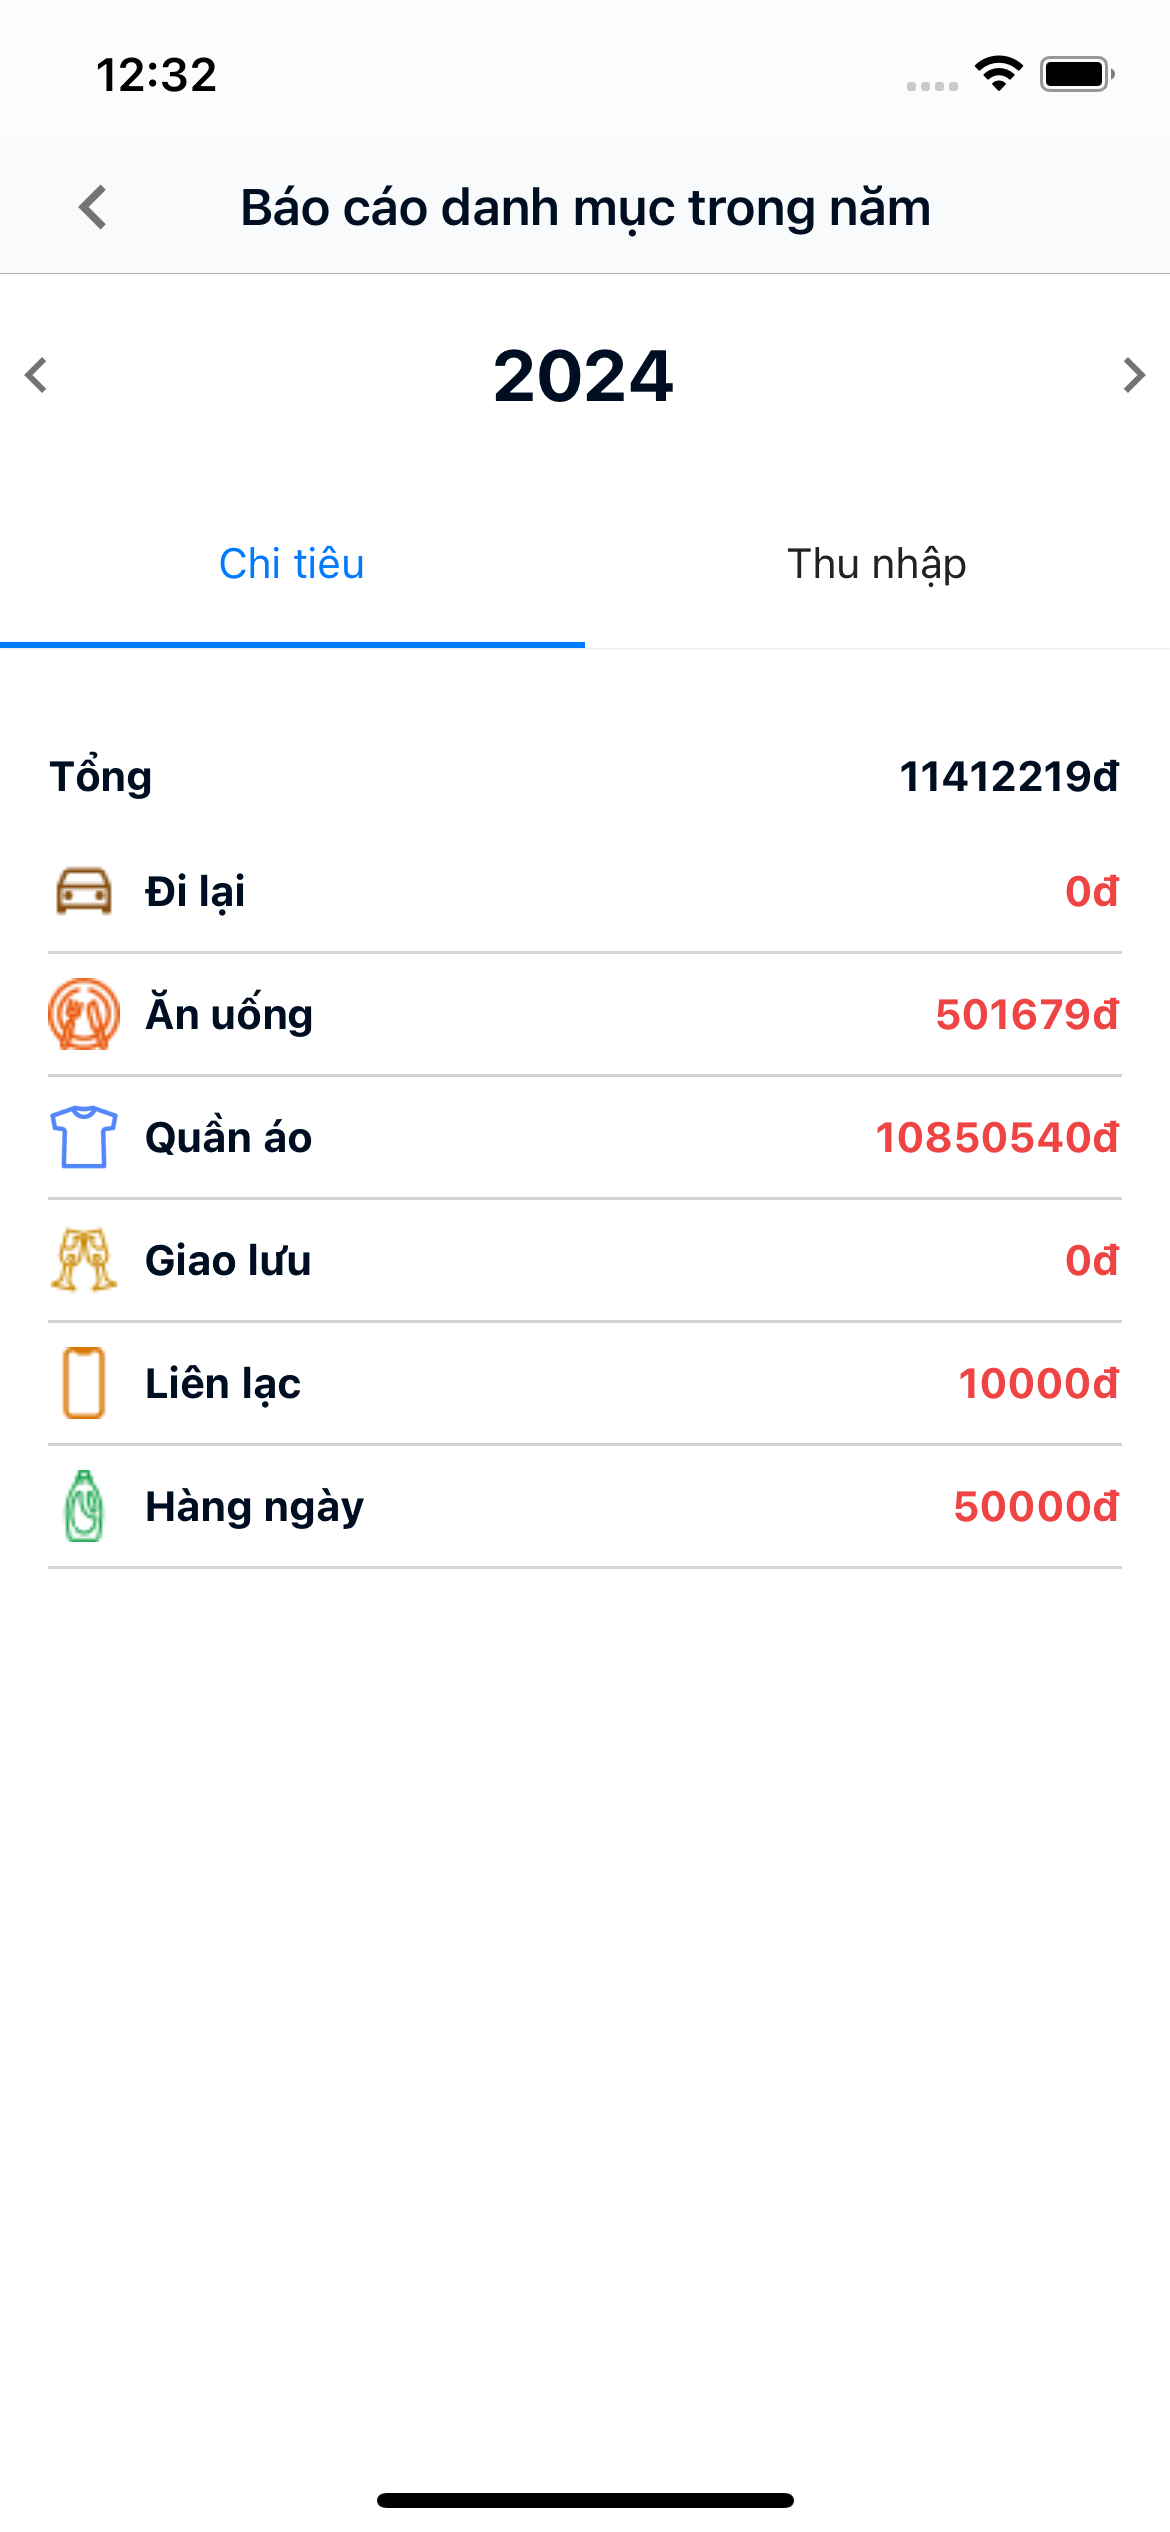 12:32
Báo cáo danh mục trong năm
2024
Chi tiêu
Thu nhập
Tổng 11412219đ
Đi lại 0đ
Ăn uống 501679đ
Quần áo 10850540đ
Giao lưu 0đ
Liên lạc 10000đ
Hàng ngày 50000đ